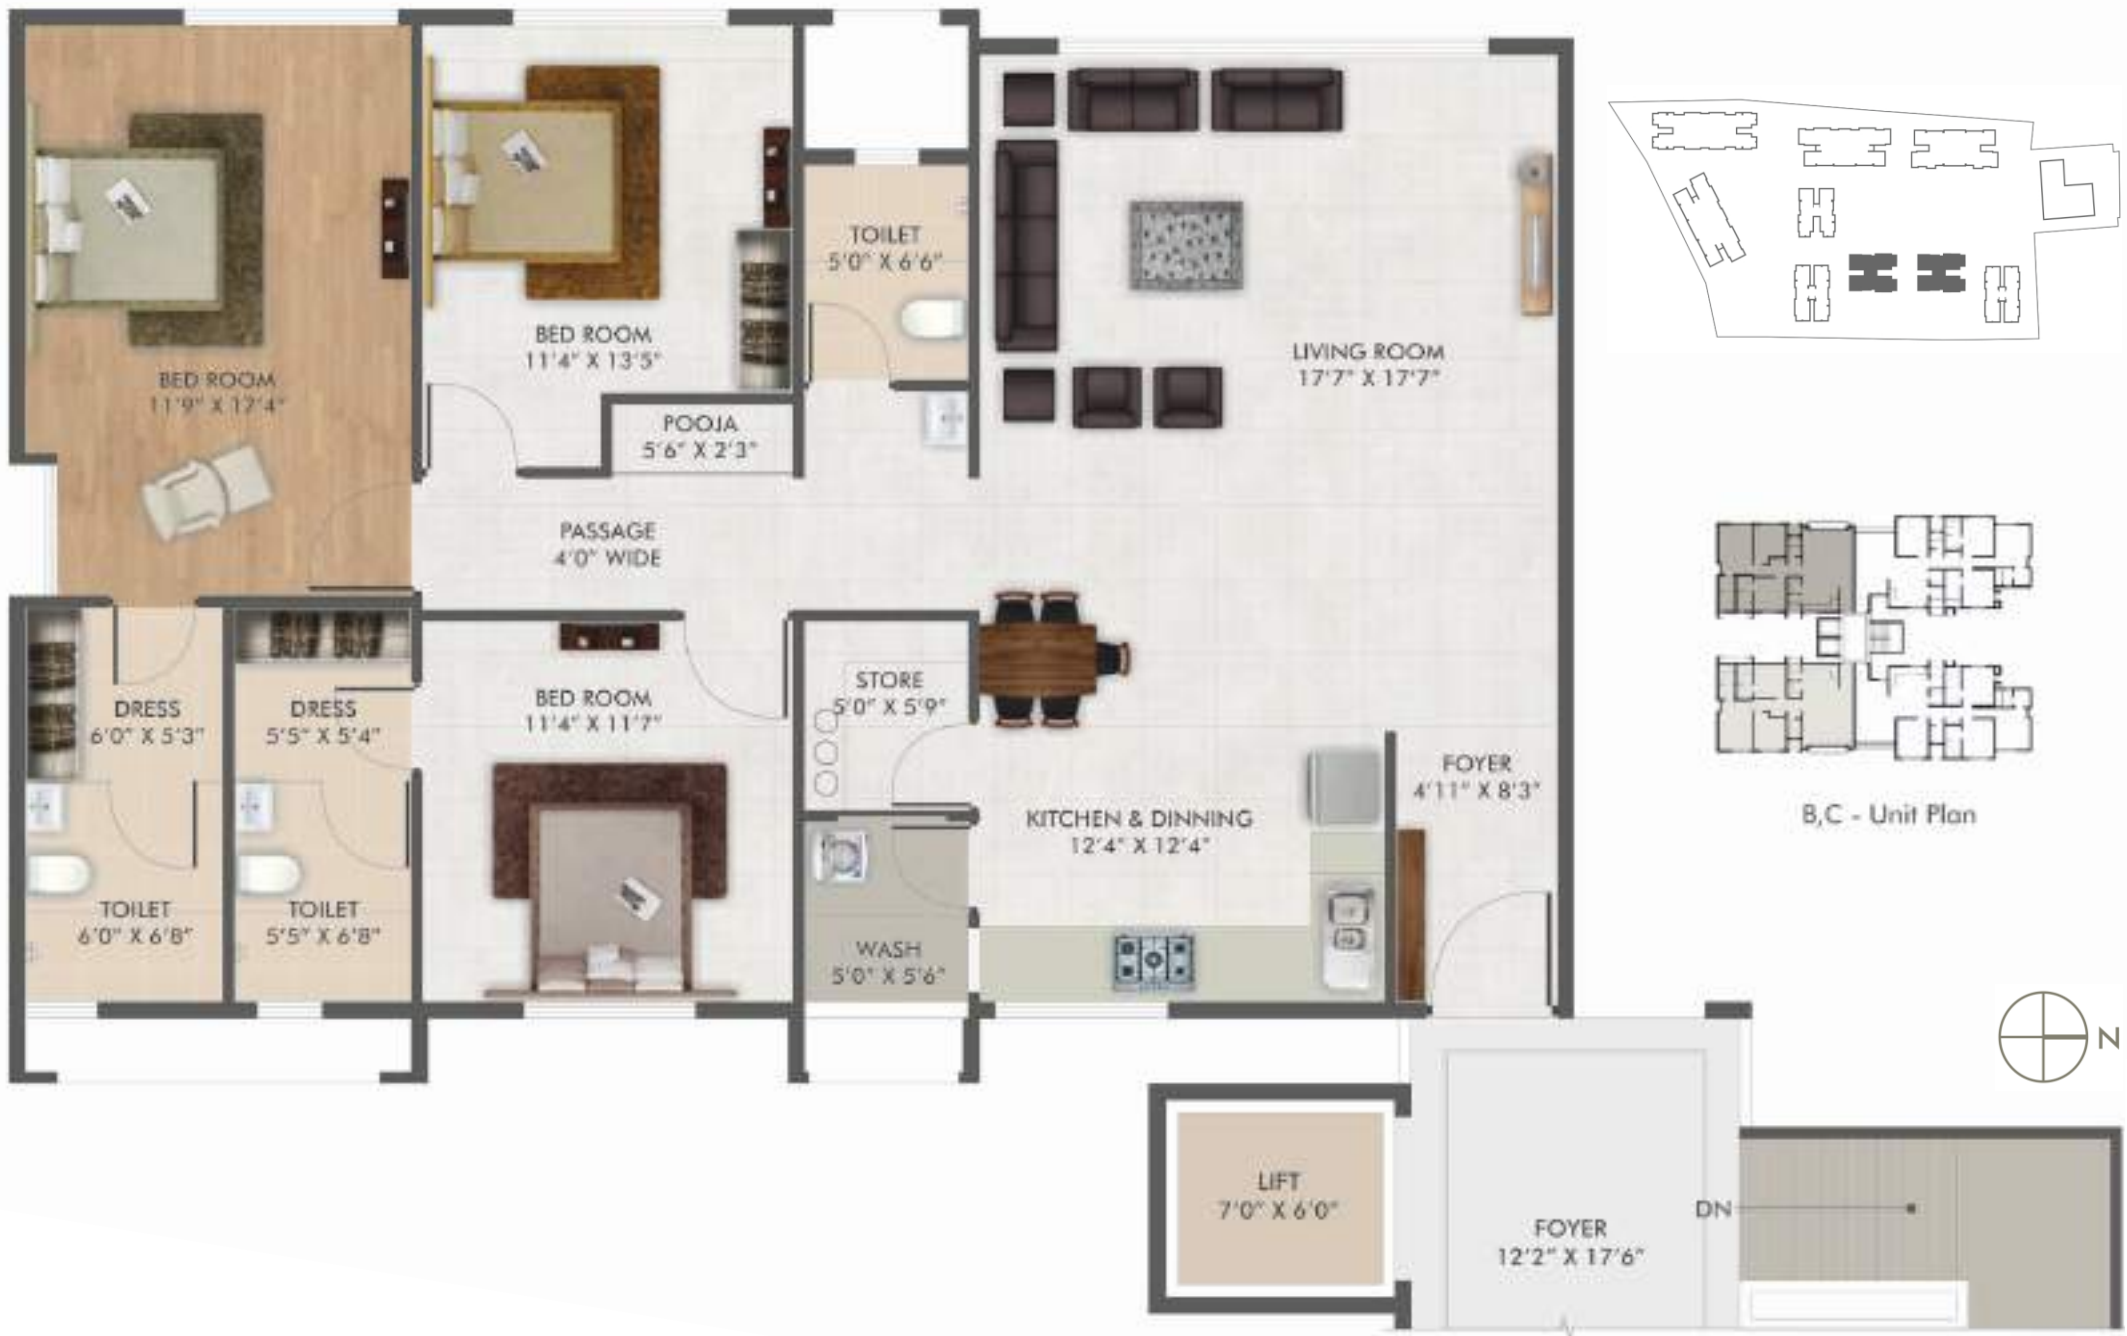 TOILET
5'0" X 6'6"
BED ROOM
11'4" X 13'5"
LIVING ROOM
17'7" X 17'7"
BED ROOM
11'9" X 17'4"
POOJA
5'6" X 2'3"
PASSAGE
4'0" WIDE
STORE
5'0" X 5'9"
BED ROOM
11'4" X 11'7"
DRESS
6'0" X 5'3"
DRESS
5'5" X 5'4"
FOYER
4'11" X 8'3"
KITCHEN & DINNING
12'4" X 12'4"
B,C - Unit Plan
TOILET
6'0" X 6'8"
TOILET
5'5" X 6'8"
WASH
5'0" X 5'6"
N
LIFT
7'0" X 6'0"
DN
FOYER
12'2" X 17'6"